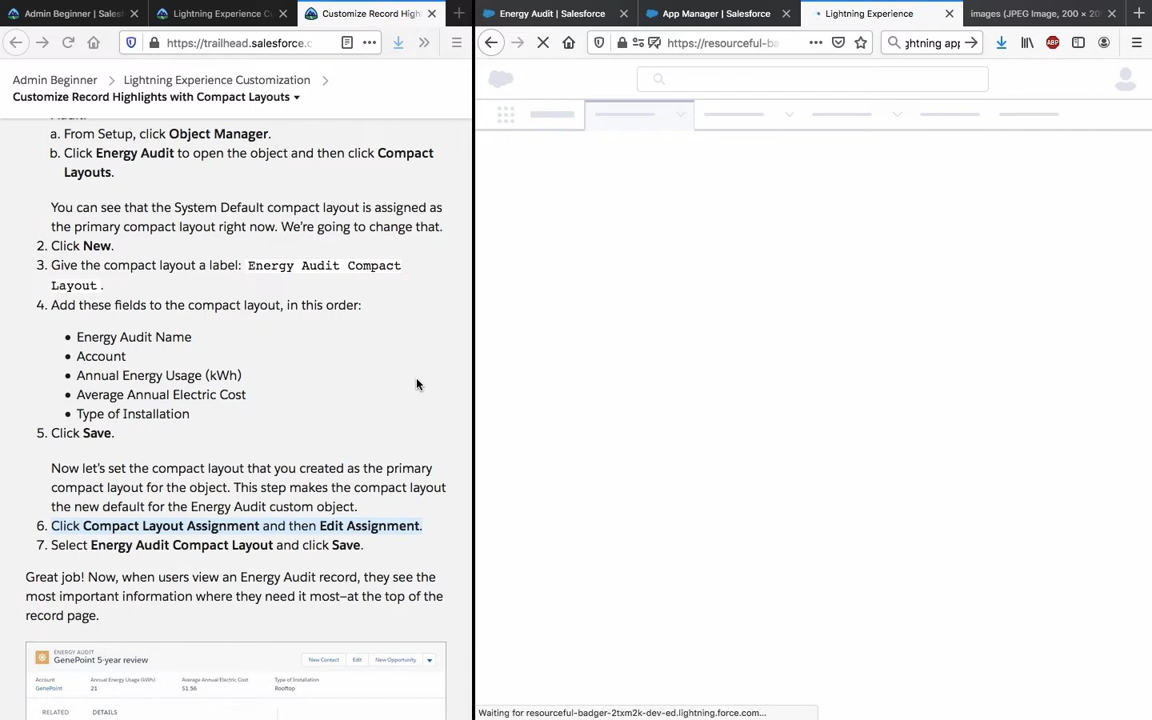 Admin Beginner | Salesf
Lightning Experience C
Customize Record High
Energy Audit | Salesforce
App Manager | Salesforce
Lightning Experience
images (JPEG Image, 200 × 20
https://trailhead.salesforce.c
https://resourceful-ba
ghtning app
Admin Beginner
Lightning Experience Customization
Customize Record Highlights with Compact Layouts
a. From Setup, click Object Manager.
b. Click Energy Audit to open the object and then click Compact
Layouts.
You can see that the System Default compact layout is assigned as
the primary compact layout right now. We're going to change that.
2. Click New.
3. Give the compact layout a label: Energy Audit Compact
Layout .
4. Add these fields to the compact layout, in this order:
• Energy Audit Name
• Account
• Annual Energy Usage (kWh)
• Average Annual Electric Cost
• Type of Installation
5. Click Save.
Now let's set the compact layout that you created as the primary
compact layout for the object. This step makes the compact layout
the new default for the Energy Audit custom object.
6. Click Compact Layout Assignment and then Edit Assignment.
7. Select Energy Audit Compact Layout and click Save.
Great job! Now, when users view an Energy Audit record, they see the
most important information where they need it most—at the top of the
record page.
ENERGY AUDIT
GenePoint 5-year review
New Contact Edit New Opportunity
Account Annual Energy Usage (kWh) Average Annual Electric Cost Type of Installation
GenePoint 21 $1.56 Rooftop
RELATED DETAILS
Waiting for resourceful-badger-2txm2k-dev-ed.lightning.force.com...